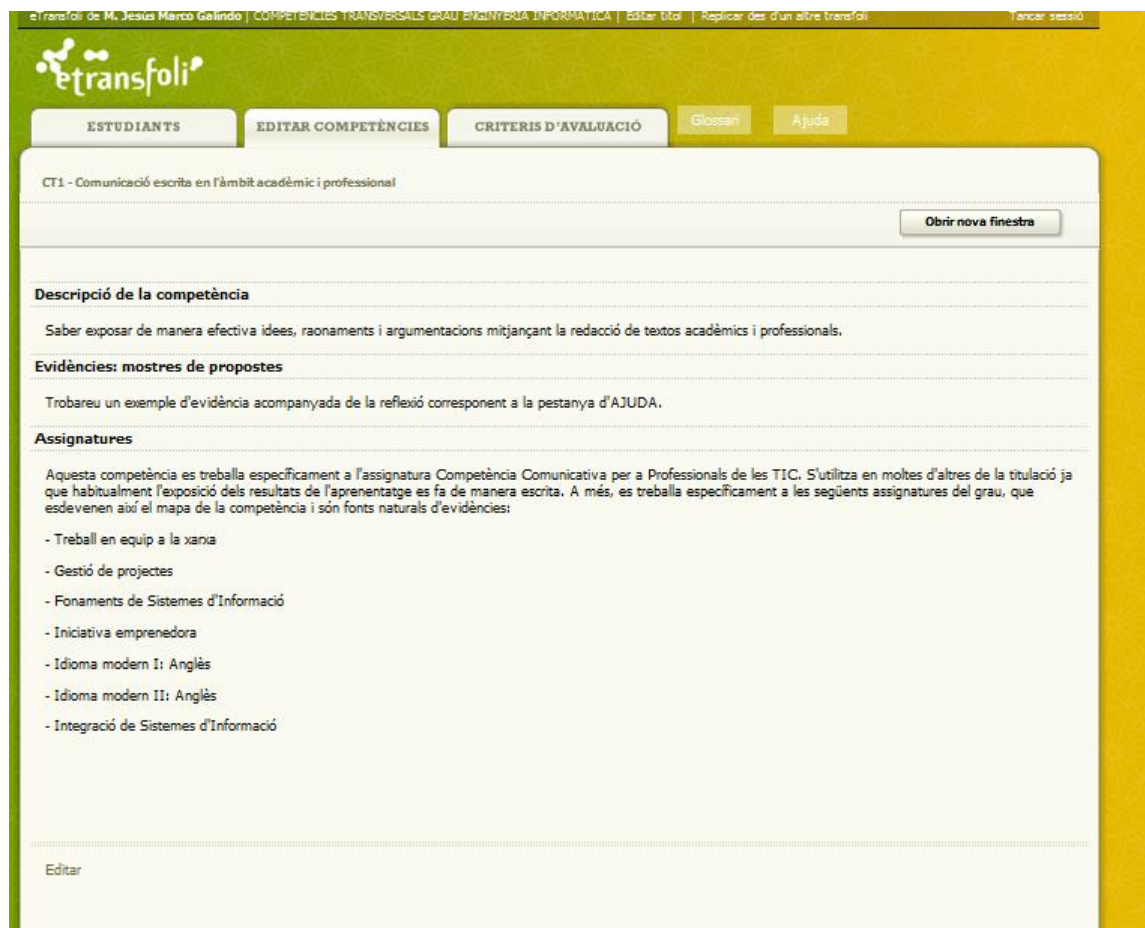 eTransfoli de M. Jesús Marco Galindo | COMPETÈNCIES TRANSVERSALS GRAU ENGINYERIA INFORMÀTICA | Editar títol | Replicar des d'un altre transfoli Tancar sessió
etransfoli
ESTUDIANTS EDITAR COMPETÈNCIES CRITERIS D'AVALUACIÓ Glossari Ajuda
CT1 - Comunicació escrita en l'àmbit acadèmic i professional
Obrir nova finestra
Descripció de la competència
Saber exposar de manera efectiva idees, raonaments i argumentacions mitjançant la redacció de textos acadèmics i professionals.
Evidències: mostres de propostes
Trobareu un exemple d'evidència acompanyada de la reflexió corresponent a la pestanya d'AJUDA.
Assignatures
Aquesta competència es treballa específicament a l'assignatura Competència Comunicativa per a Professionals de les TIC. S'utilitza en moltes d'altres de la titulació ja
que habitualment l'exposició dels resultats de l'aprenentatge es fa de manera escrita. A més, es treballa específicament a les següents assignatures del grau, que
esdevenen així el mapa de la competència i són fonts naturals d'evidències:
- Treball en equip a la xarxa
- Gestió de projectes
- Fonaments de Sistemes d'Informació
- Iniciativa emprenedora
- Idioma modern I: Anglès
- Idioma modern II: Anglès
- Integració de Sistemes d'Informació
Editar